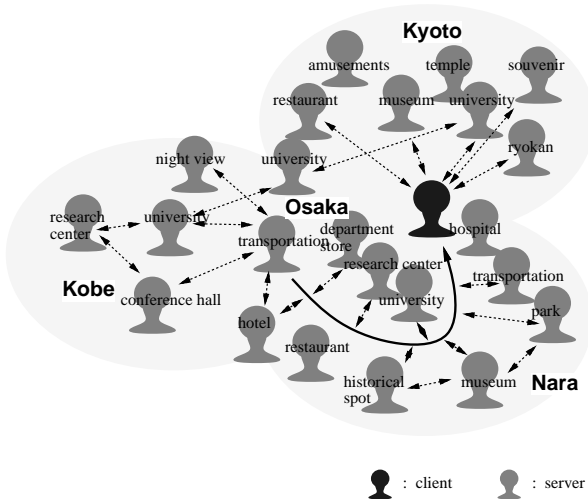 Kyoto
amusements
temple
souvenir
restaurant
museum
university
night view
university
ryokan
research
center
university
Osaka
transportation
department
store
hospital
research center
transportation
Kobe
conference hall
university
hotel
park
restaurant
historical
spot
museum
Nara
: client
: server